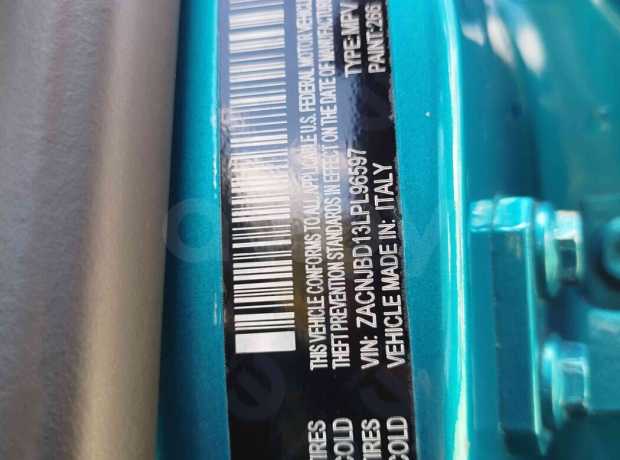 THIS VEHICLE CONFORMS TO ALL APPLICABLE U.S. FEDERAL MOTOR VEHICLE
THEFT PREVENTION STANDARDS IN EFFECT ON THE DATE OF MANUFACTURE
VIN: ZACNJBD13LPL96597 TYPE: MPV
VEHICLE MADE IN: ITALY PAINT: 266
TIRES
COLD
TIRES
COLD